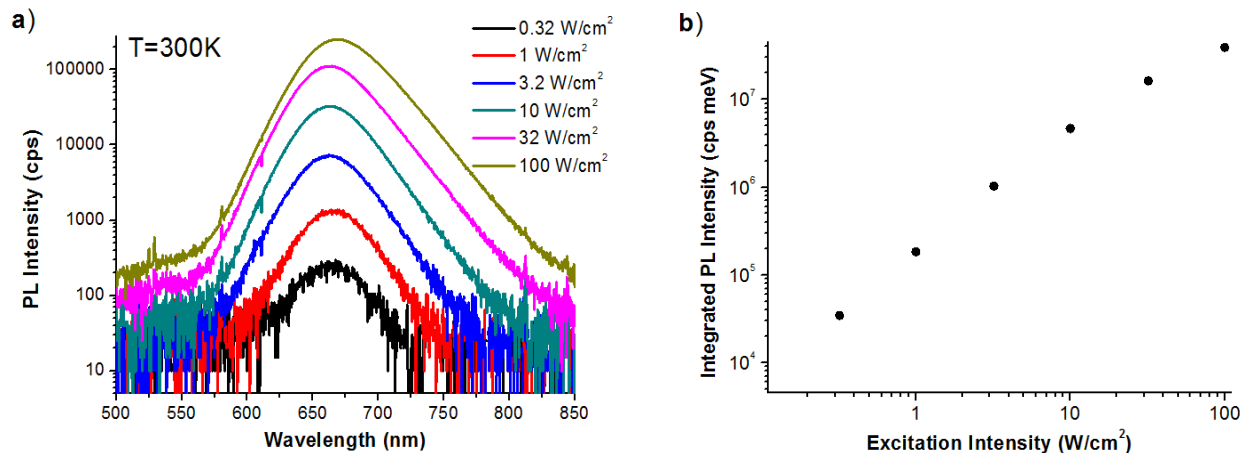 a)
T=300K
0.32 W/cm²
1 W/cm²
3.2 W/cm²
10 W/cm²
32 W/cm²
100 W/cm²
PL Intensity (cps)
100000
10000
1000
100
10
500 550 600 650 700 750 800 850
Wavelength (nm)
b)
Integrated PL Intensity (cps meV)
10⁷
10⁶
10⁵
10⁴
1 10 100
Excitation Intensity (W/cm²)